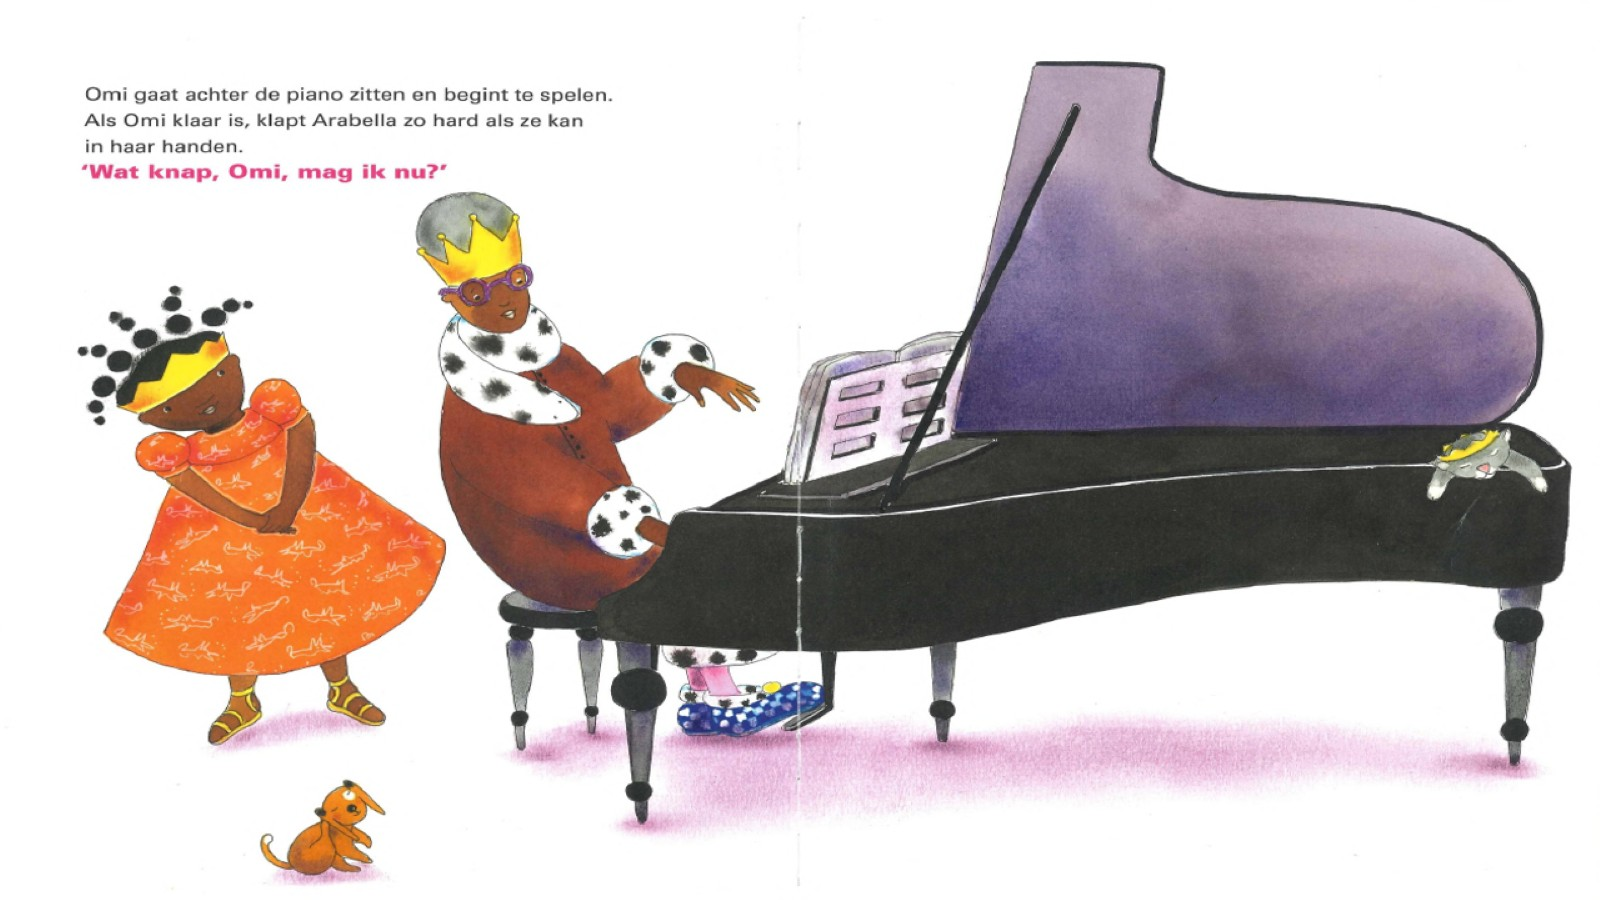 Omi gaat achter de piano zitten en begint te spelen.
Als Omi klaar is, klapt Arabella zo hard als ze kan
in haar handen.
‘Wat knap, Omi, mag ik nu?’